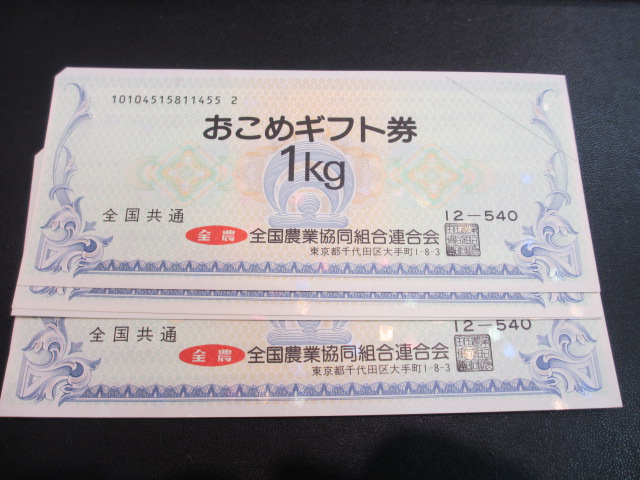 10104515811455 2
おこめギフト券
1kg
全国共通
12-540
全農 全国農業協同組合連合会
東京都千代田区大手町1-8-3
全国共通
12-540
全農 全国農業協同組合連合会
東京都千代田区大手町1-8-3